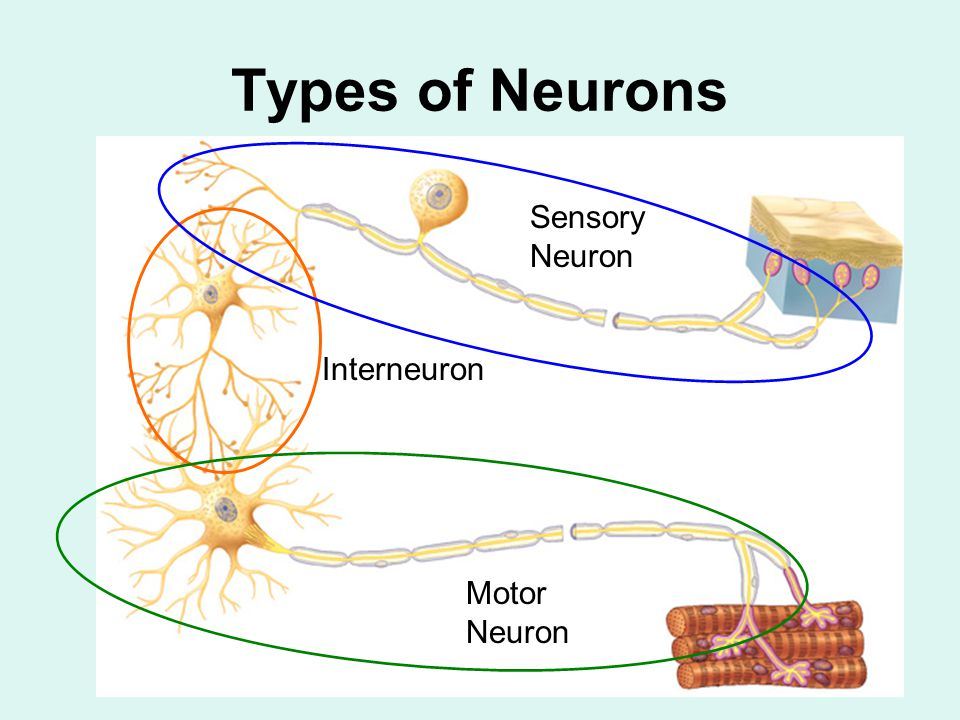 Types of Neurons
Sensory
Neuron
Interneuron
Motor
Neuron